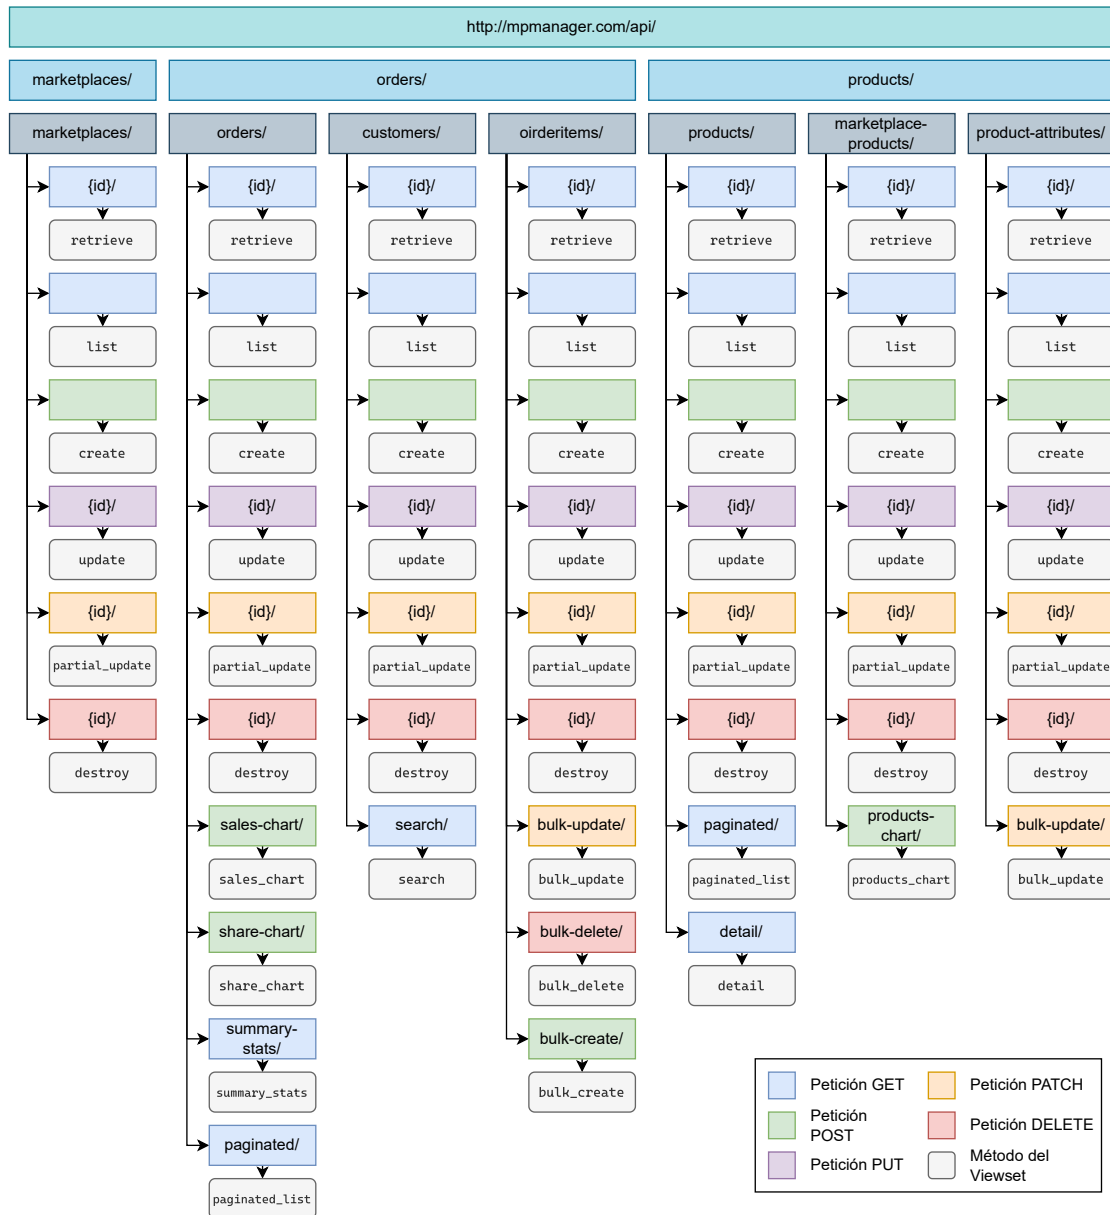 http://mpmanager.com/api/
marketplaces/
orders/
products/
marketplaces/
orders/
customers/
oirderitems/
products/
marketplace-
products/
product-attributes/
{id}/
{id}/
{id}/
{id}/
{id}/
{id}/
{id}/
retrieve
retrieve
retrieve
retrieve
retrieve
retrieve
retrieve
list
list
list
list
list
list
list
create
create
create
create
create
create
create
{id}/
{id}/
{id}/
{id}/
{id}/
{id}/
{id}/
update
update
update
update
update
update
update
{id}/
{id}/
{id}/
{id}/
{id}/
{id}/
{id}/
partial_update
partial_update
partial_update
partial_update
partial_update
partial_update
partial_update
{id}/
{id}/
{id}/
{id}/
{id}/
{id}/
{id}/
destroy
destroy
destroy
destroy
destroy
destroy
destroy
sales-chart/
search/
bulk-update/
paginated/
products-
chart/
bulk-update/
sales_chart
search
bulk_update
paginated_list
products_chart
bulk_update
share-chart/
bulk-delete/
detail/
share_chart
bulk_delete
detail
summary-
stats/
bulk-create/
summary_stats
bulk_create
paginated/
paginated_list
Petición GET
Petición PATCH
Petición
POST
Petición DELETE
Petición PUT
Método del
Viewset